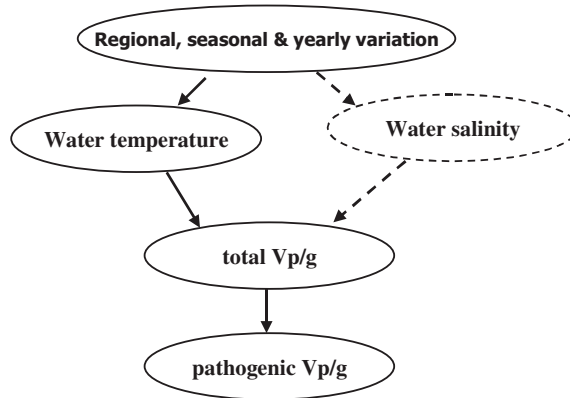 Regional, seasonal & yearly variation
Water temperature
Water salinity
total Vp/g
pathogenic Vp/g